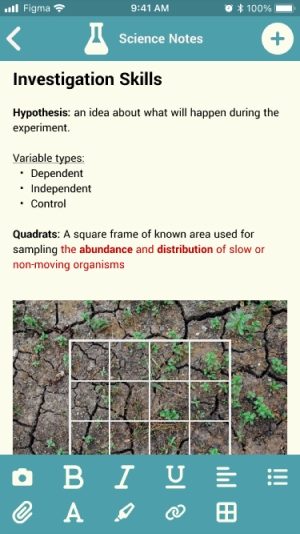 Figma 9:41 AM 100%
Science Notes
Investigation Skills
Hypothesis: an idea about what will happen during the
experiment.
Variable types:
• Dependent
• Independent
• Control
Quadrats: A square frame of known area used for
sampling the abundance and distribution of slow or
non-moving organisms
B I U
A